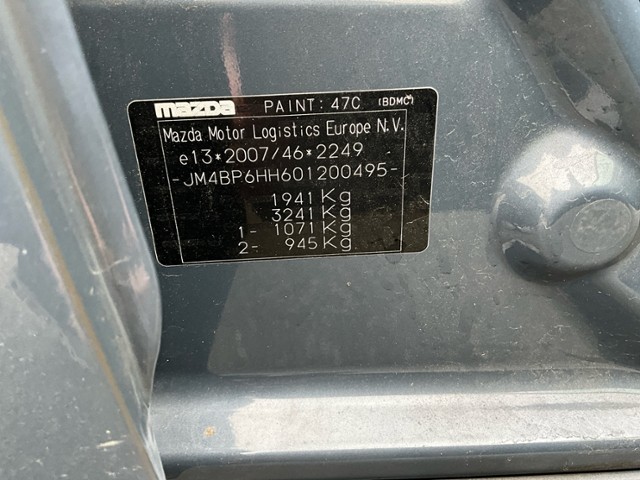 mazda PAINT: 47C (BDMC)
Mazda Motor Logistics Europe N.V.
e13*2007/46*2249
-JM4BP6HH601200495-
1941 Kg
3241 Kg
1- 1071 Kg
2- 945 Kg